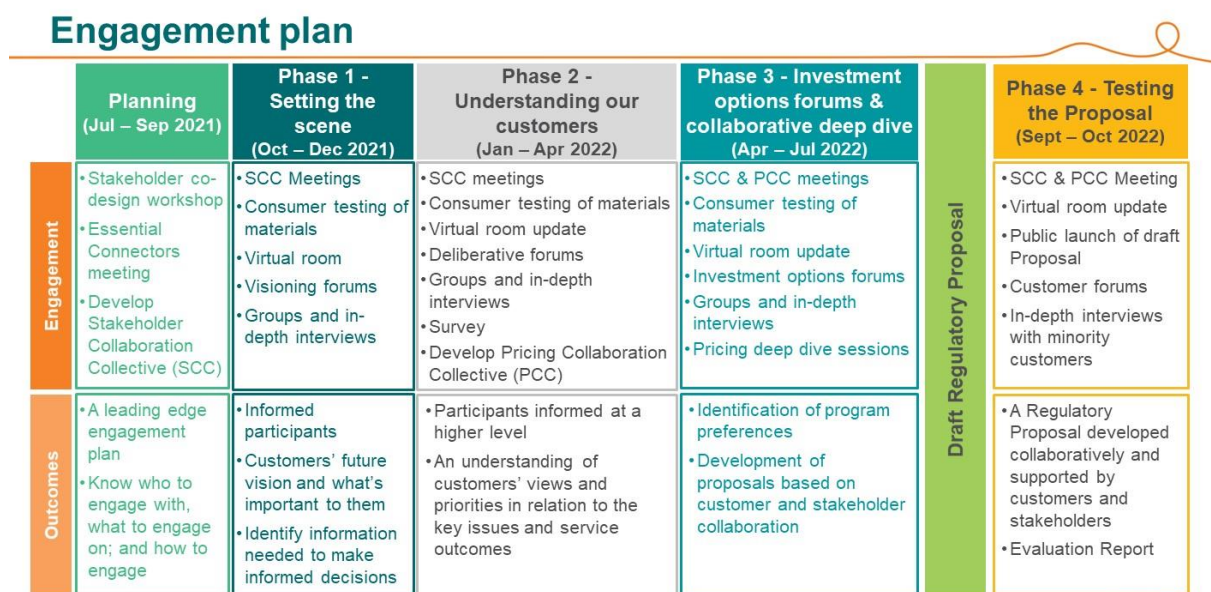 Engagement plan
Planning
(Jul – Sep 2021)
Phase 1 -
Setting the
scene
(Oct – Dec 2021)
Phase 2 -
Understanding our
customers
(Jan – Apr 2022)
Phase 3 - Investment
options forums &
collaborative deep dive
(Apr – Jul 2022)
Draft Regulatory Proposal
Phase 4 - Testing
the Proposal
(Sept – Oct 2022)
Engagement
• Stakeholder co-
design workshop
• Essential
Connectors
meeting
• Develop
Stakeholder
Collaboration
Collective (SCC)
• SCC Meetings
• Consumer testing of
materials
• Virtual room
• Visioning forums
• Groups and in-
depth interviews
• SCC meetings
• Consumer testing of materials
• Virtual room update
• Deliberative forums
• Groups and in-depth
interviews
• Survey
• Develop Pricing Collaboration
Collective (PCC)
• SCC & PCC meetings
• Consumer testing of
materials
• Virtual room update
• Investment options forums
• Groups and in-depth
interviews
• Pricing deep dive sessions
• SCC & PCC Meeting
• Virtual room update
• Public launch of draft
Proposal
• Customer forums
• In-depth interviews
with minority
customers
Outcomes
• A leading edge
engagement
plan
• Know who to
engage with,
what to engage
on; and how to
engage
• Informed
participants
• Customers' future
vision and what's
important to them
• Identify information
needed to make
informed decisions
• Participants informed at a
higher level
• An understanding of
customers' views and
priorities in relation to the
key issues and service
outcomes
• Identification of program
preferences
• Development of
proposals based on
customer and stakeholder
collaboration
• A Regulatory
Proposal developed
collaboratively and
supported by
customers and
stakeholders
• Evaluation Report